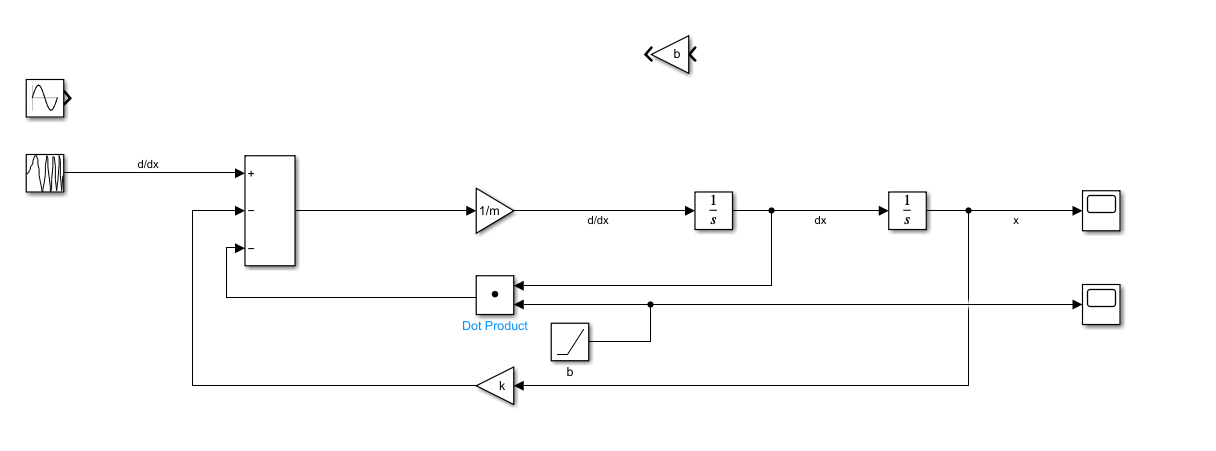 b
d/dx
+
−
−
1/m
d/dx
1
s
dx
1
s
x
Dot Product
b
k